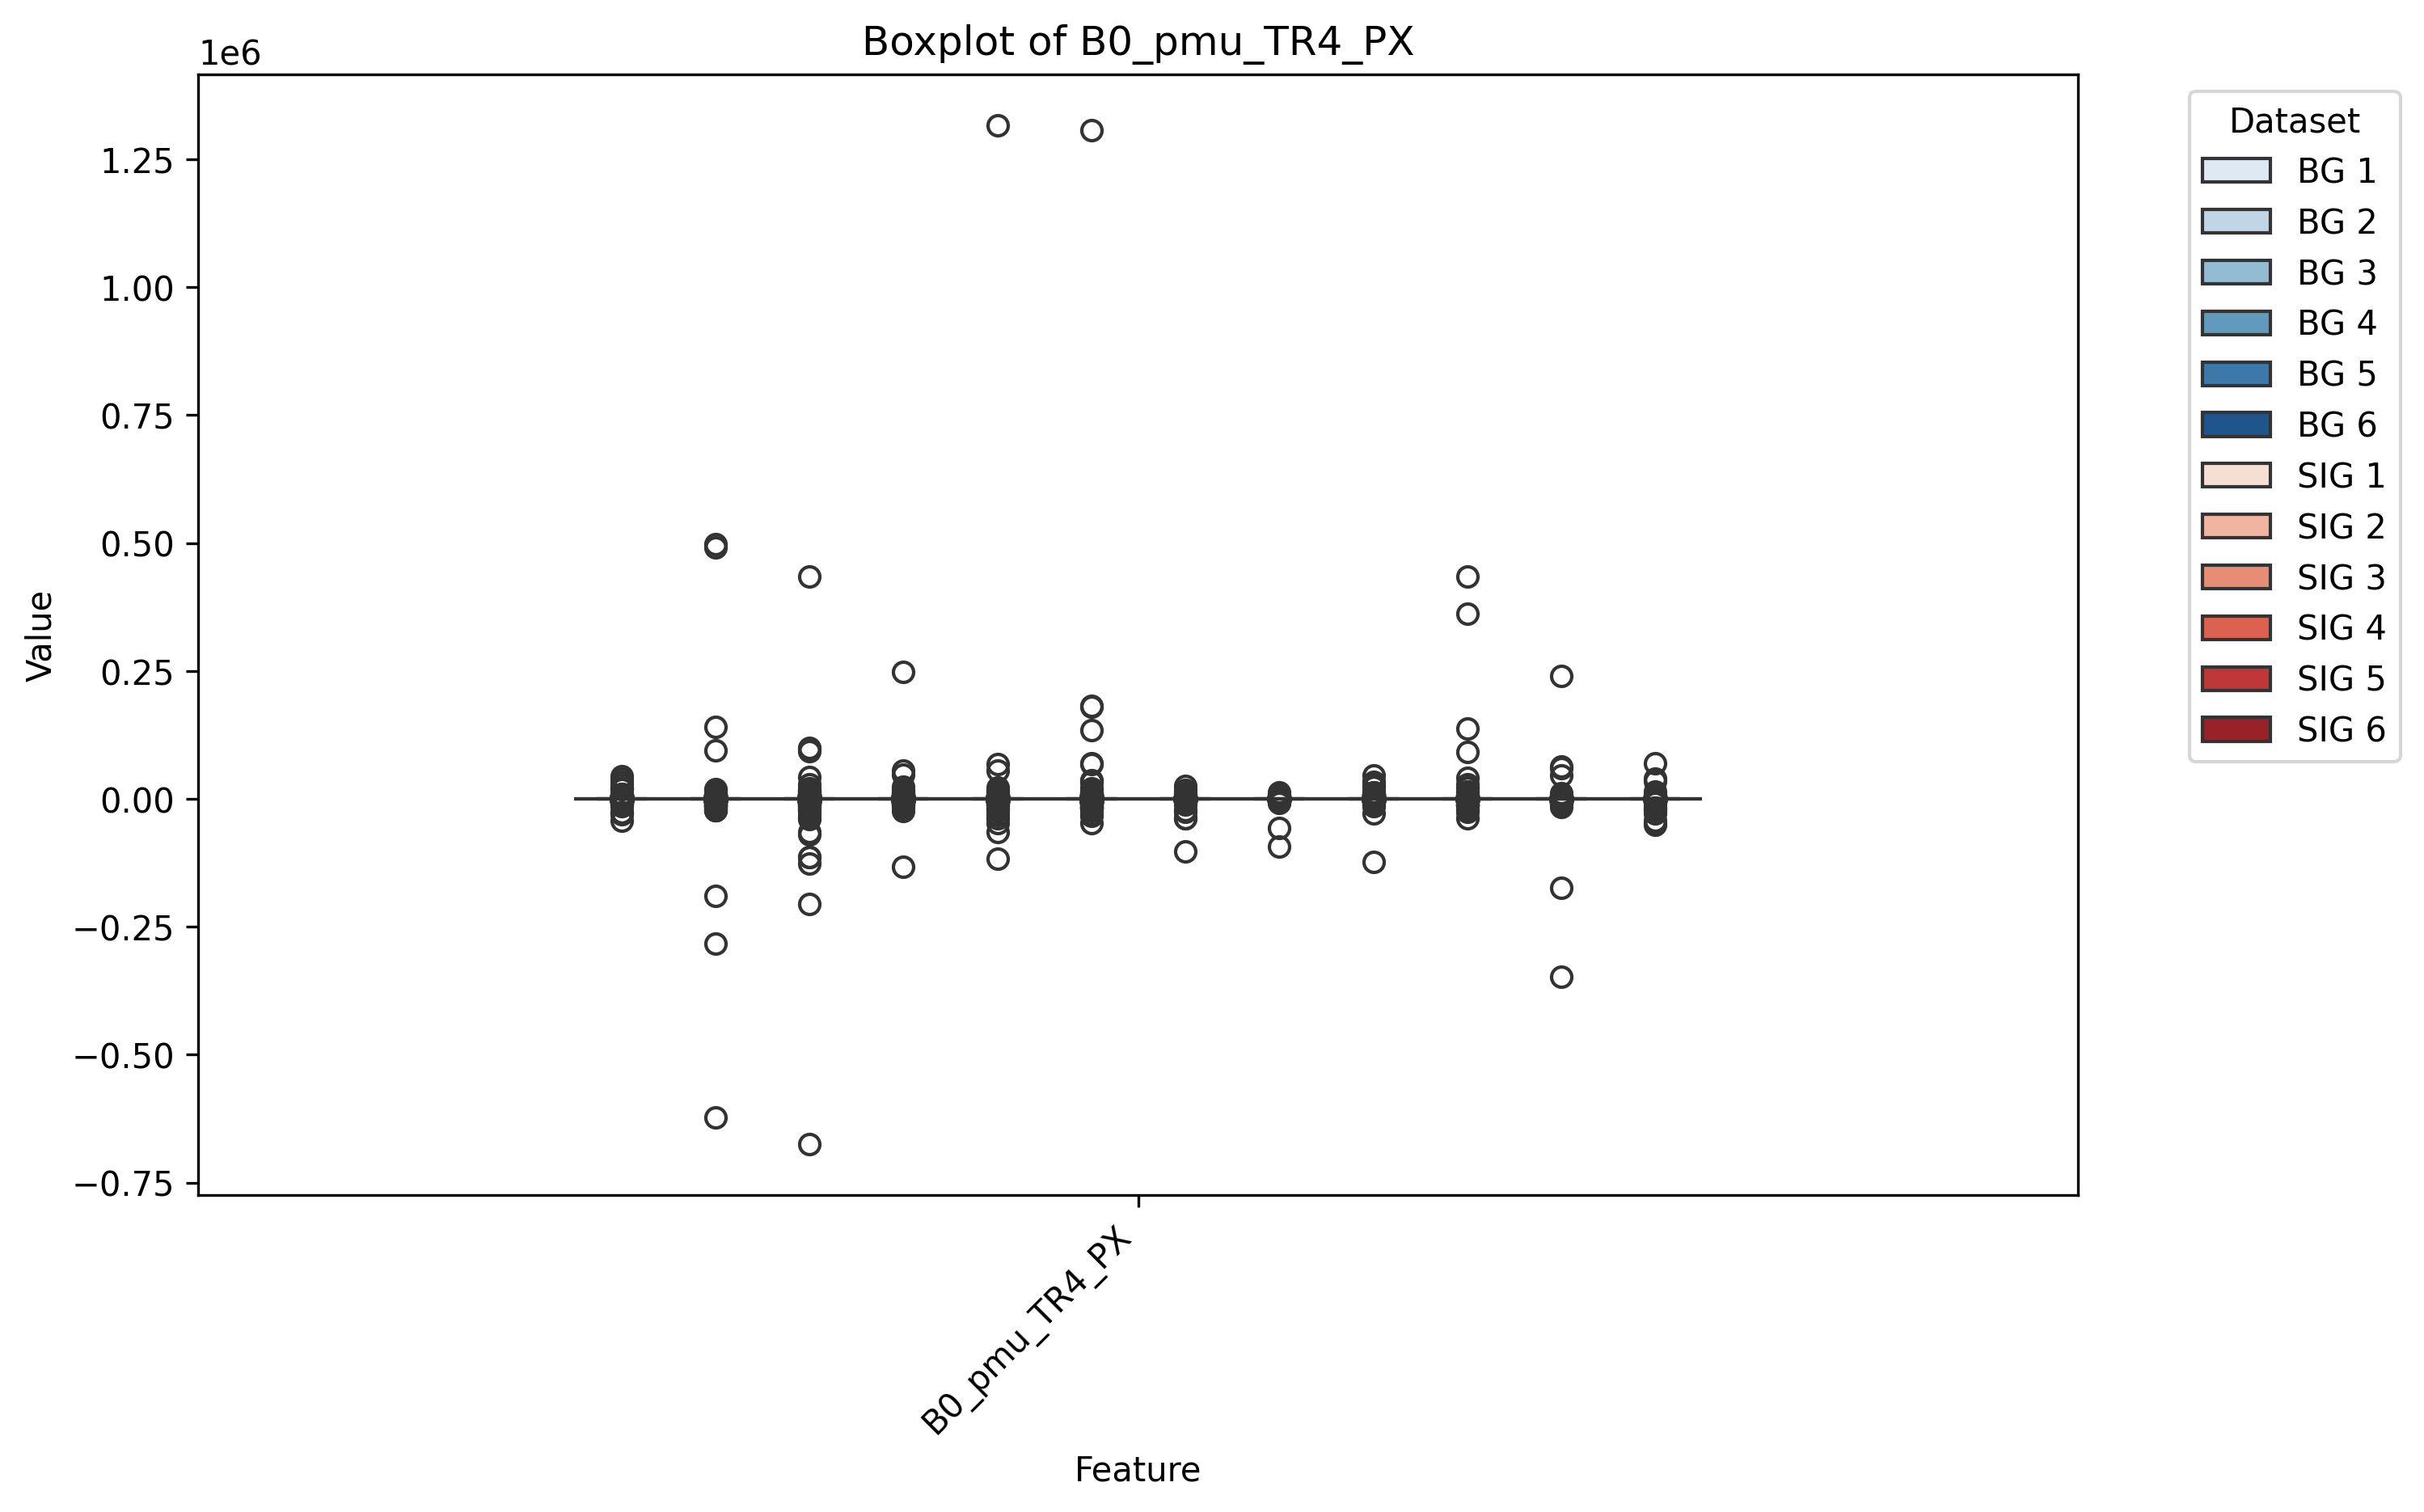 Boxplot of B0_pmu_TR4_PX
1e6
1.25
1.00
0.75
0.50
0.25
0.00
−0.25
−0.50
−0.75
Value
B0_pmu_TR4_PX
Feature
Dataset
BG 1
BG 2
BG 3
BG 4
BG 5
BG 6
SIG 1
SIG 2
SIG 3
SIG 4
SIG 5
SIG 6